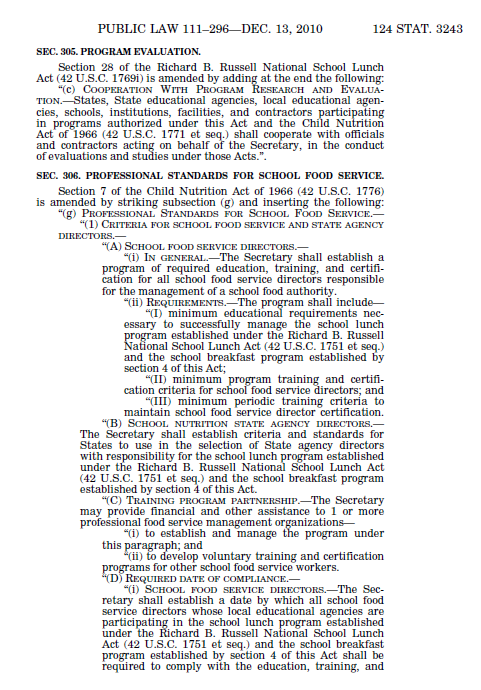 PUBLIC LAW 111–296—DEC. 13, 2010 124 STAT. 3243
SEC. 305. PROGRAM EVALUATION.
Section 28 of the Richard B. Russell National School Lunch
Act (42 U.S.C. 1769i) is amended by adding at the end the following:
“(c) COOPERATION WITH PROGRAM RESEARCH AND EVALUA-
TION.—States, State educational agencies, local educational agen-
cies, schools, institutions, facilities, and contractors participating
in programs authorized under this Act and the Child Nutrition
Act of 1966 (42 U.S.C. 1771 et seq.) shall cooperate with officials
and contractors acting on behalf of the Secretary, in the conduct
of evaluations and studies under those Acts.”.
SEC. 306. PROFESSIONAL STANDARDS FOR SCHOOL FOOD SERVICE.
Section 7 of the Child Nutrition Act of 1966 (42 U.S.C. 1776)
is amended by striking subsection (g) and inserting the following:
“(g) PROFESSIONAL STANDARDS FOR SCHOOL FOOD SERVICE.—
“(1) CRITERIA FOR SCHOOL FOOD SERVICE AND STATE AGENCY
DIRECTORS.—
“(A) SCHOOL FOOD SERVICE DIRECTORS.—
“(i) IN GENERAL.—The Secretary shall establish a
program of required education, training, and certifi-
cation for all school food service directors responsible
for the management of a school food authority.
“(ii) REQUIREMENTS.—The program shall include—
“(I) minimum educational requirements nec-
essary to successfully manage the school lunch
program established under the Richard B. Russell
National School Lunch Act (42 U.S.C. 1751 et seq.)
and the school breakfast program established by
section 4 of this Act;
“(II) minimum program training and certifi-
cation criteria for school food service directors; and
“(III) minimum periodic training criteria to
maintain school food service director certification.
“(B) SCHOOL NUTRITION STATE AGENCY DIRECTORS.—
The Secretary shall establish criteria and standards for
States to use in the selection of State agency directors
with responsibility for the school lunch program established
under the Richard B. Russell National School Lunch Act
(42 U.S.C. 1751 et seq.) and the school breakfast program
established by section 4 of this Act.
“(C) TRAINING PROGRAM PARTNERSHIP.—The Secretary
may provide financial and other assistance to 1 or more
professional food service management organizations—
“(i) to establish and manage the program under
this paragraph; and
“(ii) to develop voluntary training and certification
programs for other school food service workers.
“(D) REQUIRED DATE OF COMPLIANCE.—
“(i) SCHOOL FOOD SERVICE DIRECTORS.—The Sec-
retary shall establish a date by which all school food
service directors whose local educational agencies are
participating in the school lunch program established
under the Richard B. Russell National School Lunch
Act (42 U.S.C. 1751 et seq.) and the school breakfast
program established by section 4 of this Act shall be
required to comply with the education, training, and